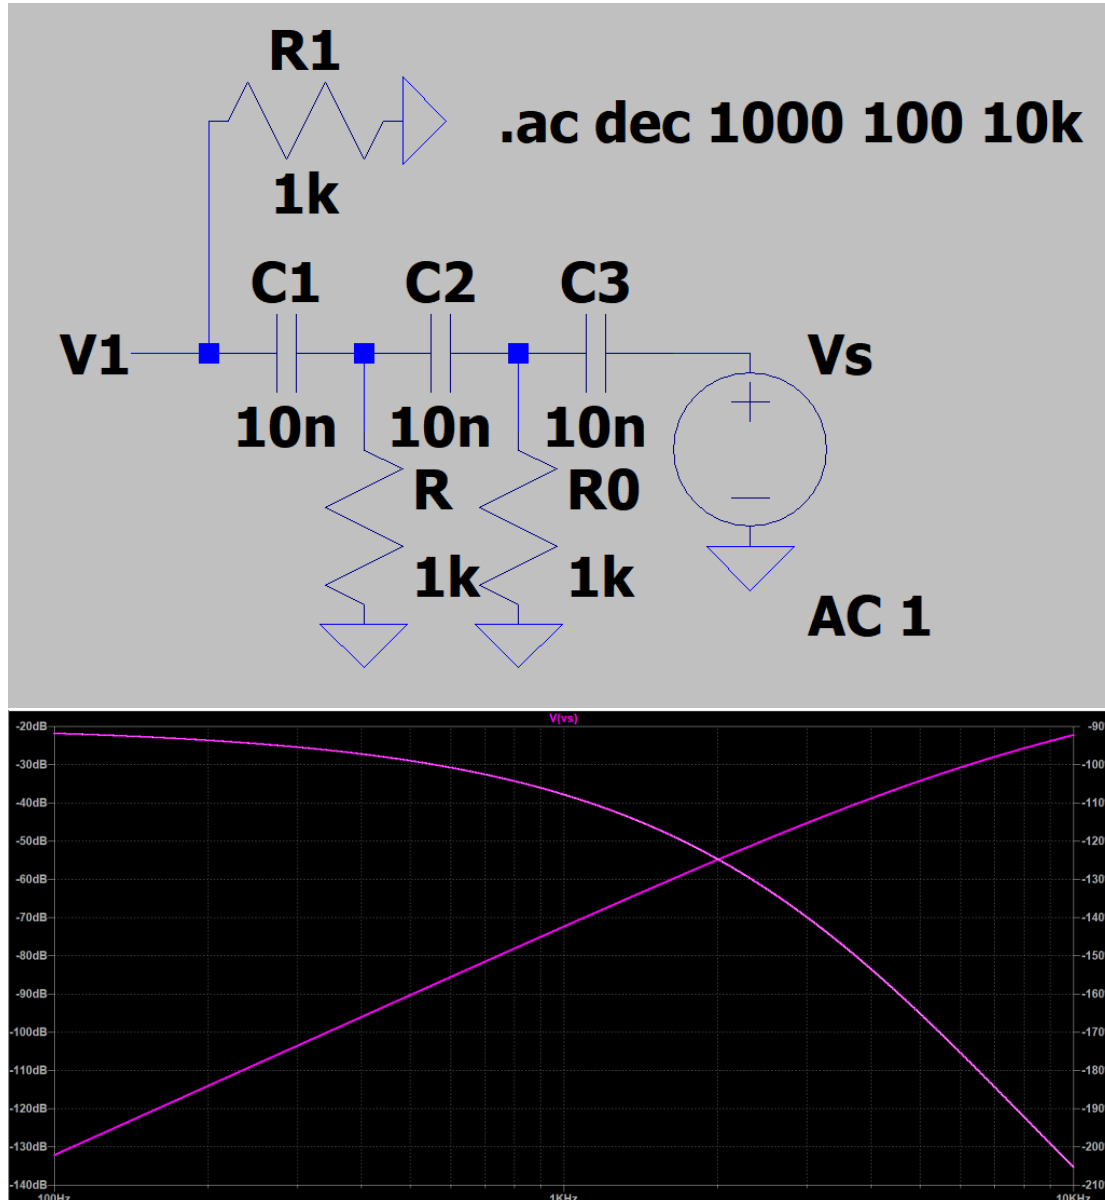 R1
.ac dec 1000 100 10k
1k
C1 C2 C3
V1 Vs
10n 10n 10n
R R0
1k 1k
AC 1
V(vs)
-20dB -90°
-30dB -100
-40dB -110
-50dB -120
-60dB -130
-70dB -140
-80dB -150
-90dB -160
-100dB -170
-110dB -180
-120dB -190
-130dB -200
-140dB -210
100Hz 1KHz 10KHz